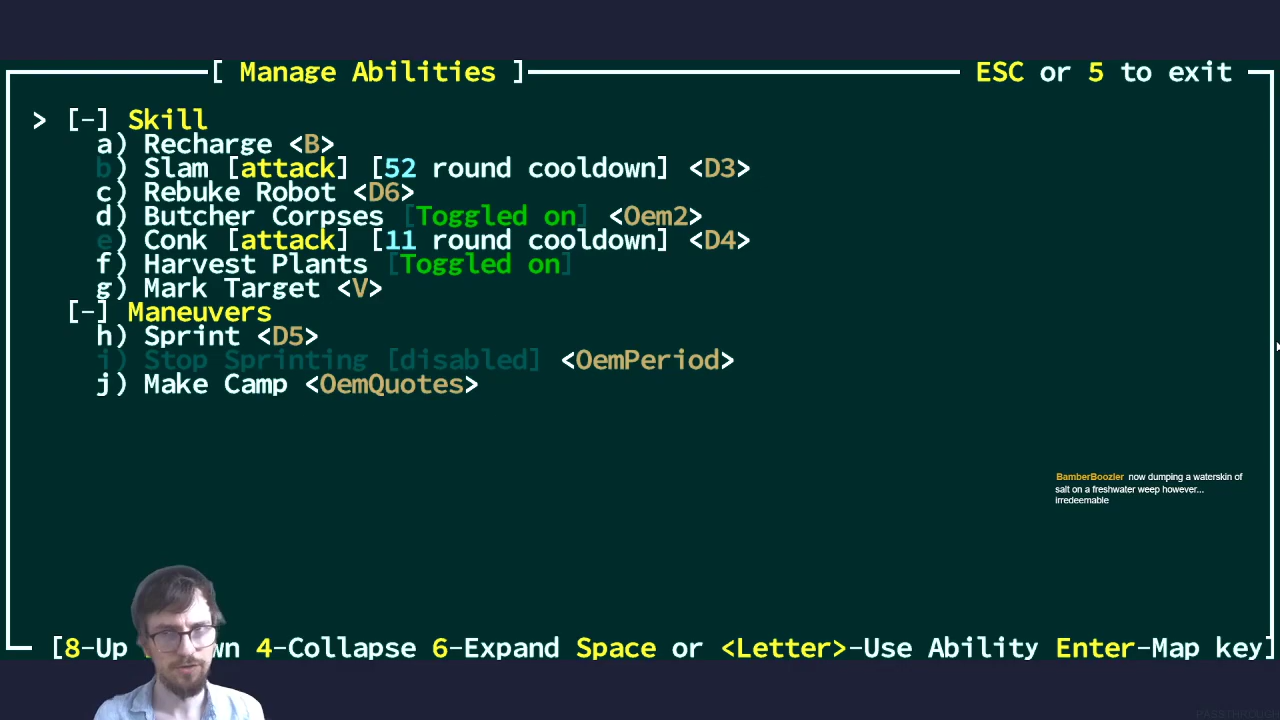 [ Manage Abilities ] ESC or 5 to exit
> [-] Skill
a) Recharge <B>
b) Slam [attack] [52 round cooldown] <D3>
c) Rebuke Robot <D6>
d) Butcher Corpses [Toggled on] <Oem2>
e) Conk [attack] [11 round cooldown] <D4>
f) Harvest Plants [Toggled on]
g) Mark Target <V>
[-] Maneuvers
h) Sprint <D5>
i) Stop Sprinting [disabled] <OemPeriod>
j) Make Camp <OemQuotes>
BamberBoozler now dumping a waterskin of
salt on a freshwater weep however...
irredeemable
[8-Up wn 4-Collapse 6-Expand Space or <Letter>-Use Ability Enter-Map key]